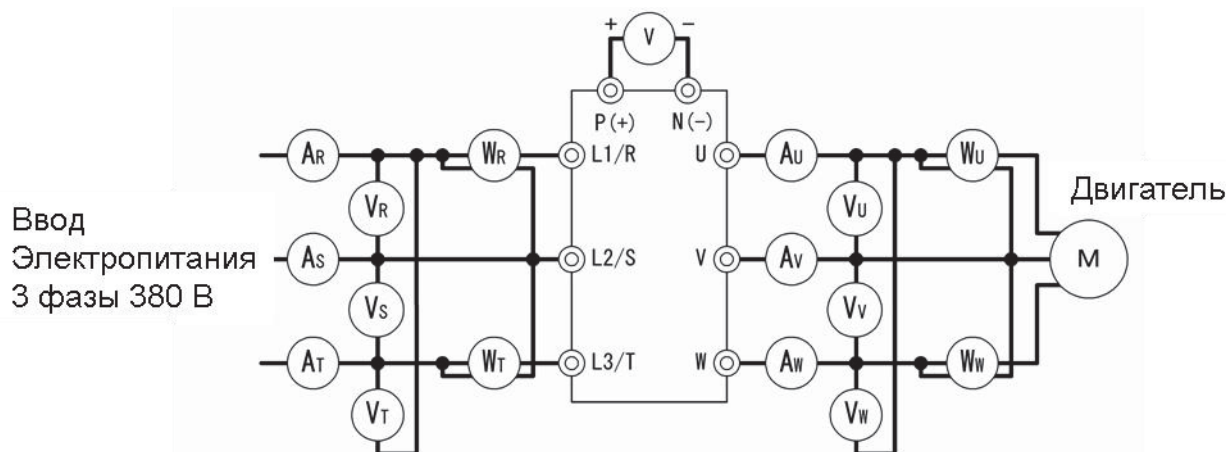 + V −
P(+) N(−)
AR WR L1/R U AU WU
VR VU
Двигатель
Ввод
Электропитания
3 фазы 380 В
AS L2/S V AV M
VS VV
AT WT L3/T W AW WW
VT VW